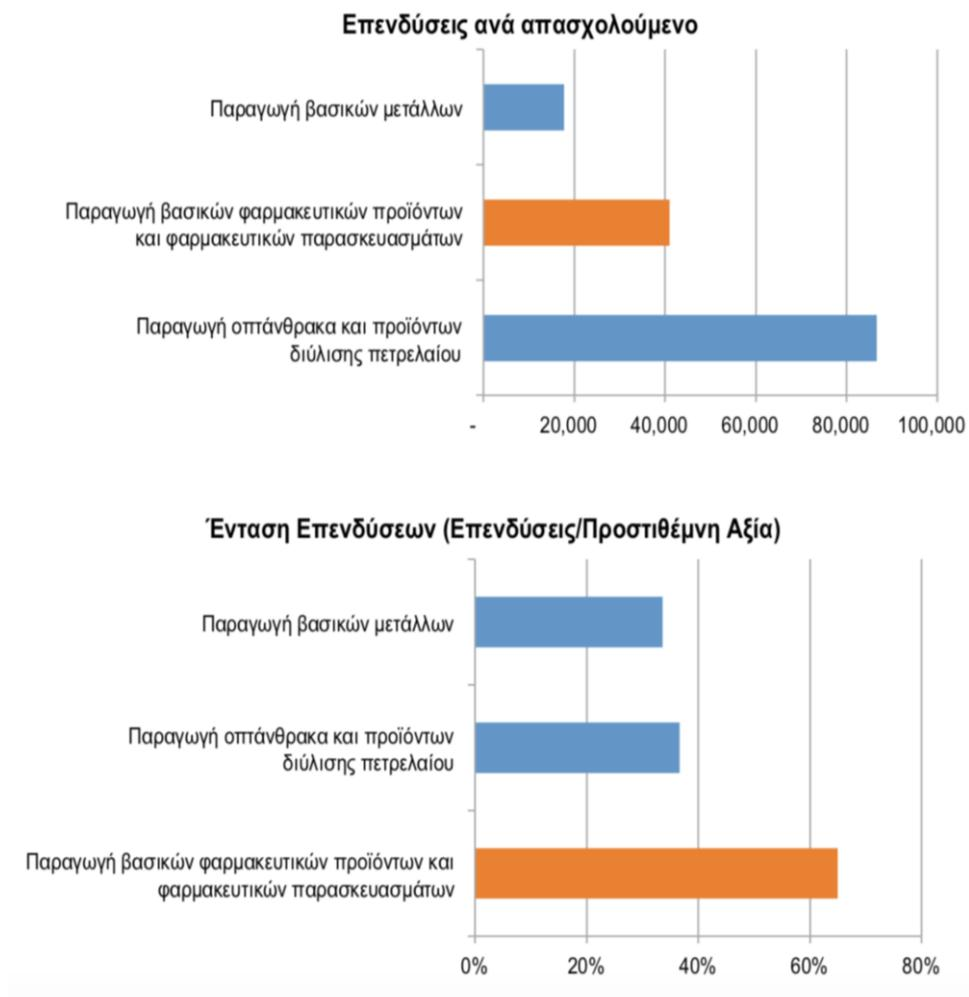 Επενδύσεις ανά απασχολούμενο
Παραγωγή βασικών μετάλλων
Παραγωγή βασικών φαρμακευτικών προϊόντων
και φαρμακευτικών παρασκευασμάτων
Παραγωγή οπτάνθρακα και προϊόντων
διύλισης πετρελαίου
- 20,000 40,000 60,000 80,000 100,000
Ένταση Επενδύσεων (Επενδύσεις/Προστιθέμνη Αξία)
Παραγωγή βασικών μετάλλων
Παραγωγή οπτάνθρακα και προϊόντων
διύλισης πετρελαίου
Παραγωγή βασικών φαρμακευτικών προϊόντων και
φαρμακευτικών παρασκευασμάτων
0% 20% 40% 60% 80%